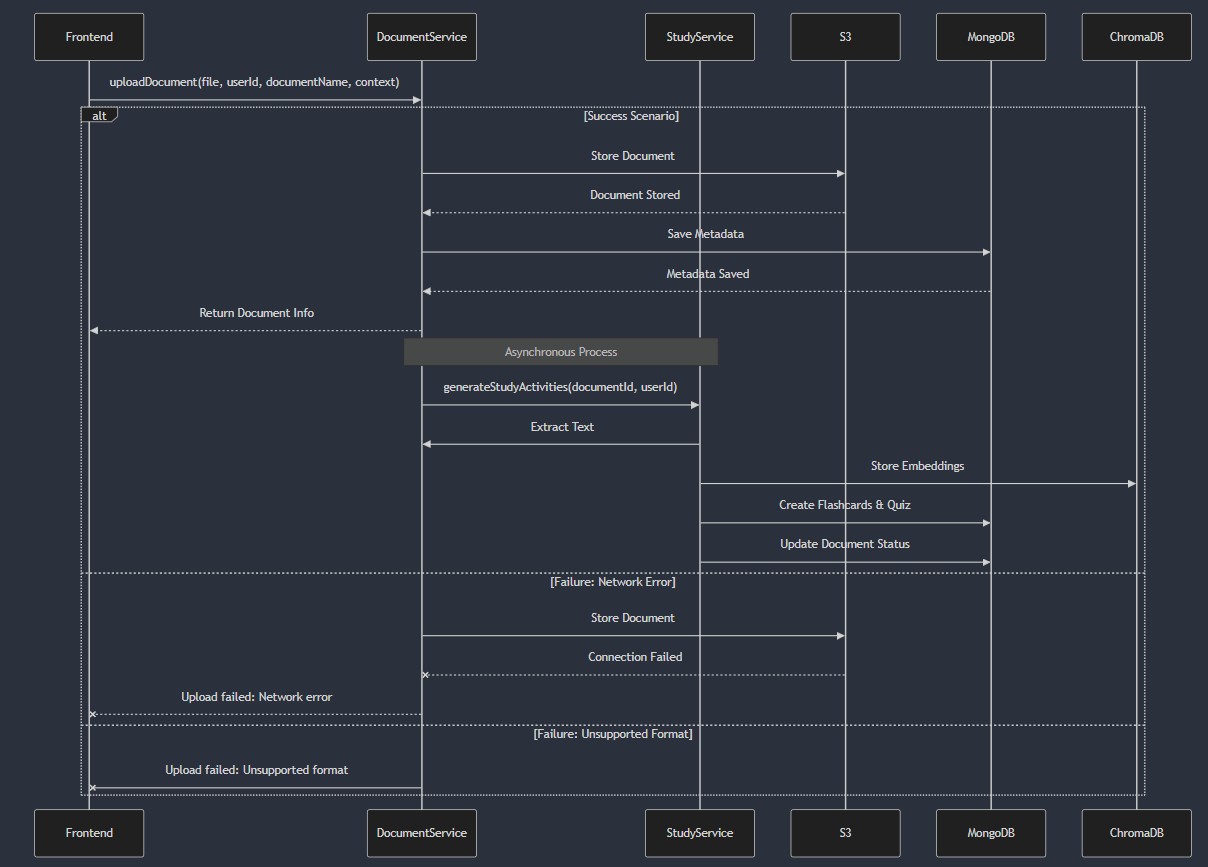 Frontend
DocumentService
StudyService
S3
MongoDB
ChromaDB
uploadDocument(file, userId, documentName, context)
alt
[Success Scenario]
Store Document
Document Stored
Save Metadata
Metadata Saved
Return Document Info
Asynchronous Process
generateStudyActivities(documentId, userId)
Extract Text
Store Embeddings
Create Flashcards & Quiz
Update Document Status
[Failure: Network Error]
Store Document
Connection Failed
Upload failed: Network error
[Failure: Unsupported Format]
Upload failed: Unsupported format
Frontend
DocumentService
StudyService
S3
MongoDB
ChromaDB